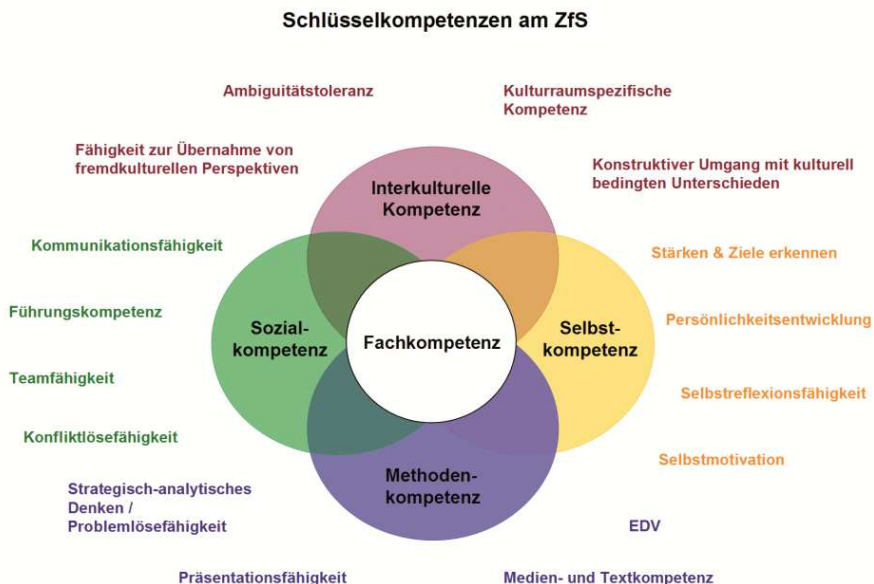 Schlüsselkompetenzen am ZfS
Ambiguitätstoleranz
Kulturraumspezifische
Kompetenz
Fähigkeit zur Übernahme von
fremdkulturellen Perspektiven
Konstruktiver Umgang mit kulturell
bedingten Unterschieden
Interkulturelle
Kompetenz
Kommunikationsfähigkeit
Führungskompetenz
Teamfähigkeit
Konfliktlösefähigkeit
Sozial-
kompetenz
Fachkompetenz
Selbst-
kompetenz
Stärken & Ziele erkennen
Persönlichkeitsentwicklung
Selbstreflexionsfähigkeit
Selbstmotivation
Methoden-
kompetenz
Strategisch-analytisches
Denken /
Problemlösefähigkeit
EDV
Präsentationsfähigkeit
Medien- und Textkompetenz